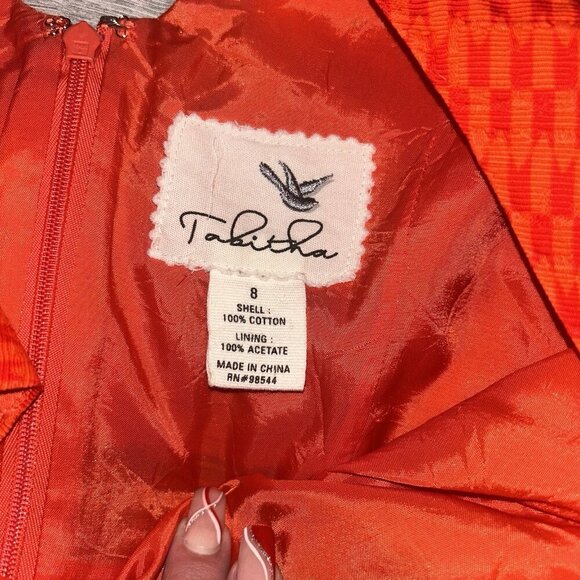 Tabitha
8
SHELL :
100% COTTON
LINING :
100% ACETATE
MADE IN CHINA
RN#98544